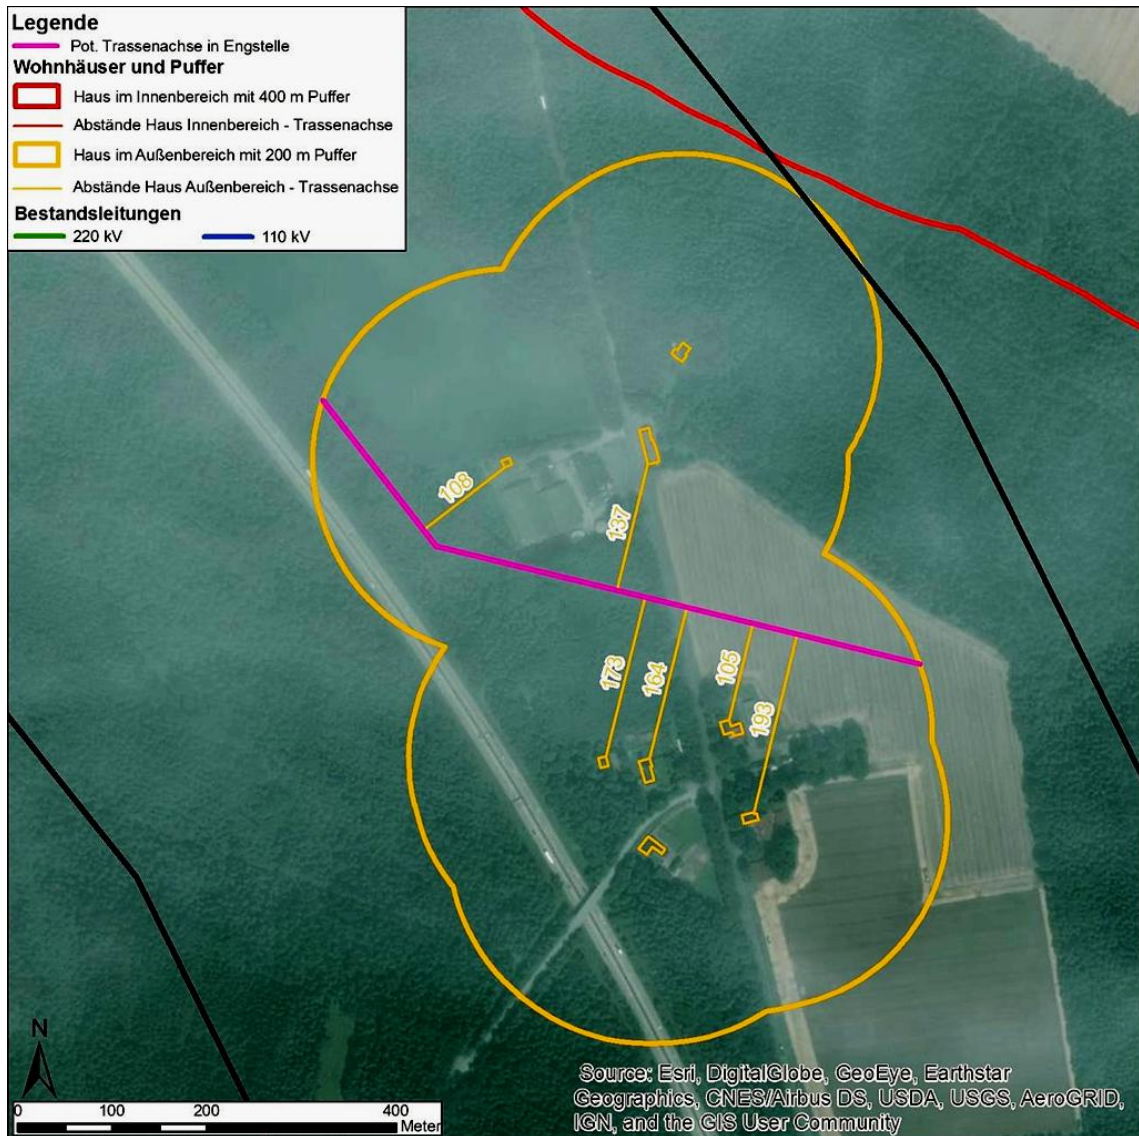 Legende
Pot. Trassenachse in Engstelle
Wohnhäuser und Puffer
Haus im Innenbereich mit 400 m Puffer
Abstände Haus Innenbereich - Trassenachse
Haus im Außenbereich mit 200 m Puffer
Abstände Haus Außenbereich - Trassenachse
Bestandsleitungen
220 kV 110 kV
108
137
173
164
105
193
N
0 100 200 400
Meter
Source: Esri, DigitalGlobe, GeoEye, Earthstar
Geographics, CNES/Airbus DS, USDA, USGS, AeroGRID,
IGN, and the GIS User Community